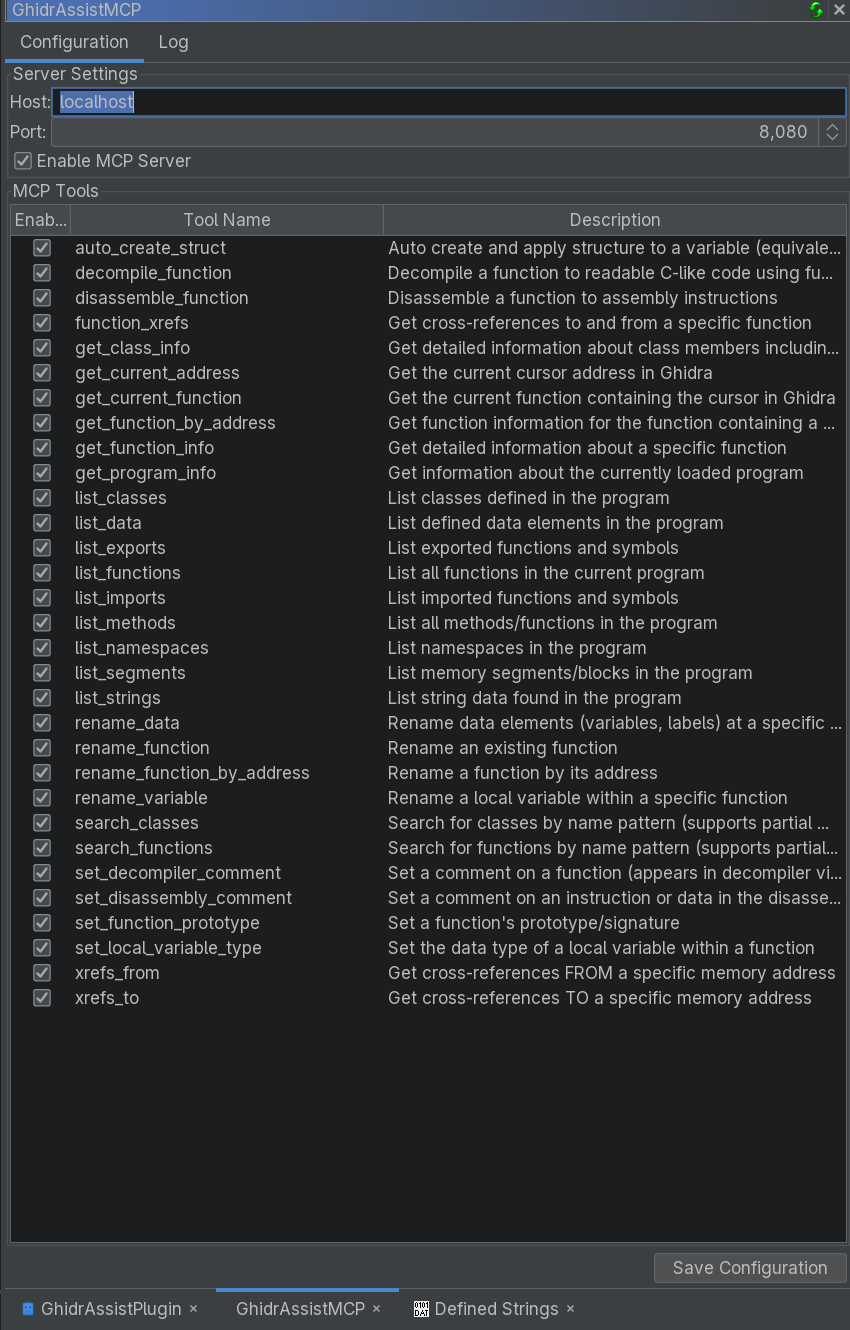 GhidrAssistMCP
Configuration Log
Server Settings
Host: localhost
Port: 8,080
Enable MCP Server
MCP Tools
Enab... Tool Name Description
auto_create_struct Auto create and apply structure to a variable (equivale...
decompile_function Decompile a function to readable C-like code using fu...
disassemble_function Disassemble a function to assembly instructions
function_xrefs Get cross-references to and from a specific function
get_class_info Get detailed information about class members includin...
get_current_address Get the current cursor address in Ghidra
get_current_function Get the current function containing the cursor in Ghidra
get_function_by_address Get function information for the function containing a ...
get_function_info Get detailed information about a specific function
get_program_info Get information about the currently loaded program
list_classes List classes defined in the program
list_data List defined data elements in the program
list_exports List exported functions and symbols
list_functions List all functions in the current program
list_imports List imported functions and symbols
list_methods List all methods/functions in the program
list_namespaces List namespaces in the program
list_segments List memory segments/blocks in the program
list_strings List string data found in the program
rename_data Rename data elements (variables, labels) at a specific ...
rename_function Rename an existing function
rename_function_by_address Rename a function by its address
rename_variable Rename a local variable within a specific function
search_classes Search for classes by name pattern (supports partial ...
search_functions Search for functions by name pattern (supports partial...
set_decompiler_comment Set a comment on a function (appears in decompiler vi...
set_disassembly_comment Set a comment on an instruction or data in the disasse...
set_function_prototype Set a function's prototype/signature
set_local_variable_type Set the data type of a local variable within a function
xrefs_from Get cross-references FROM a specific memory address
xrefs_to Get cross-references TO a specific memory address
Save Configuration
GhidrAssistPlugin × GhidrAssistMCP × 0101 DAT Defined Strings ×